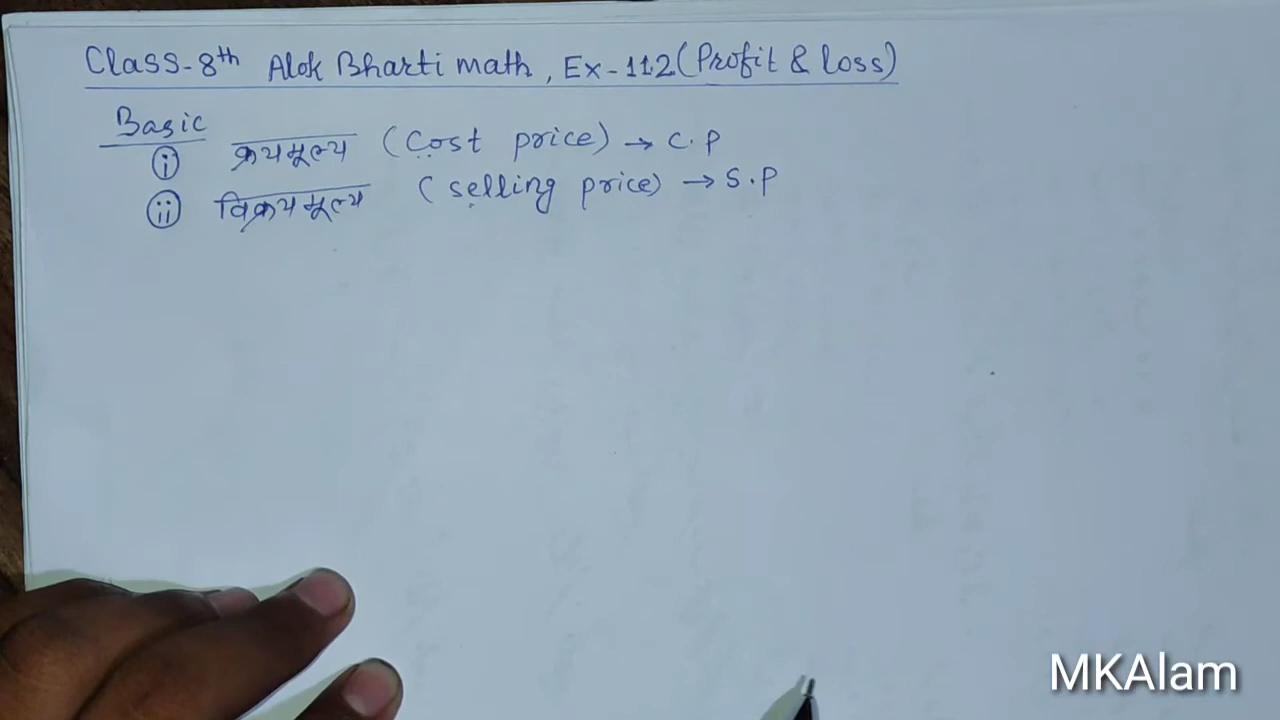 Class-8th Alok Bharti math, Ex-11.2 (Profit & loss)
Basic
(i) क्रयमूल्य (Cost price) → C.P
(ii) विक्रयमूल्य (selling price) → S.P
MKAlam